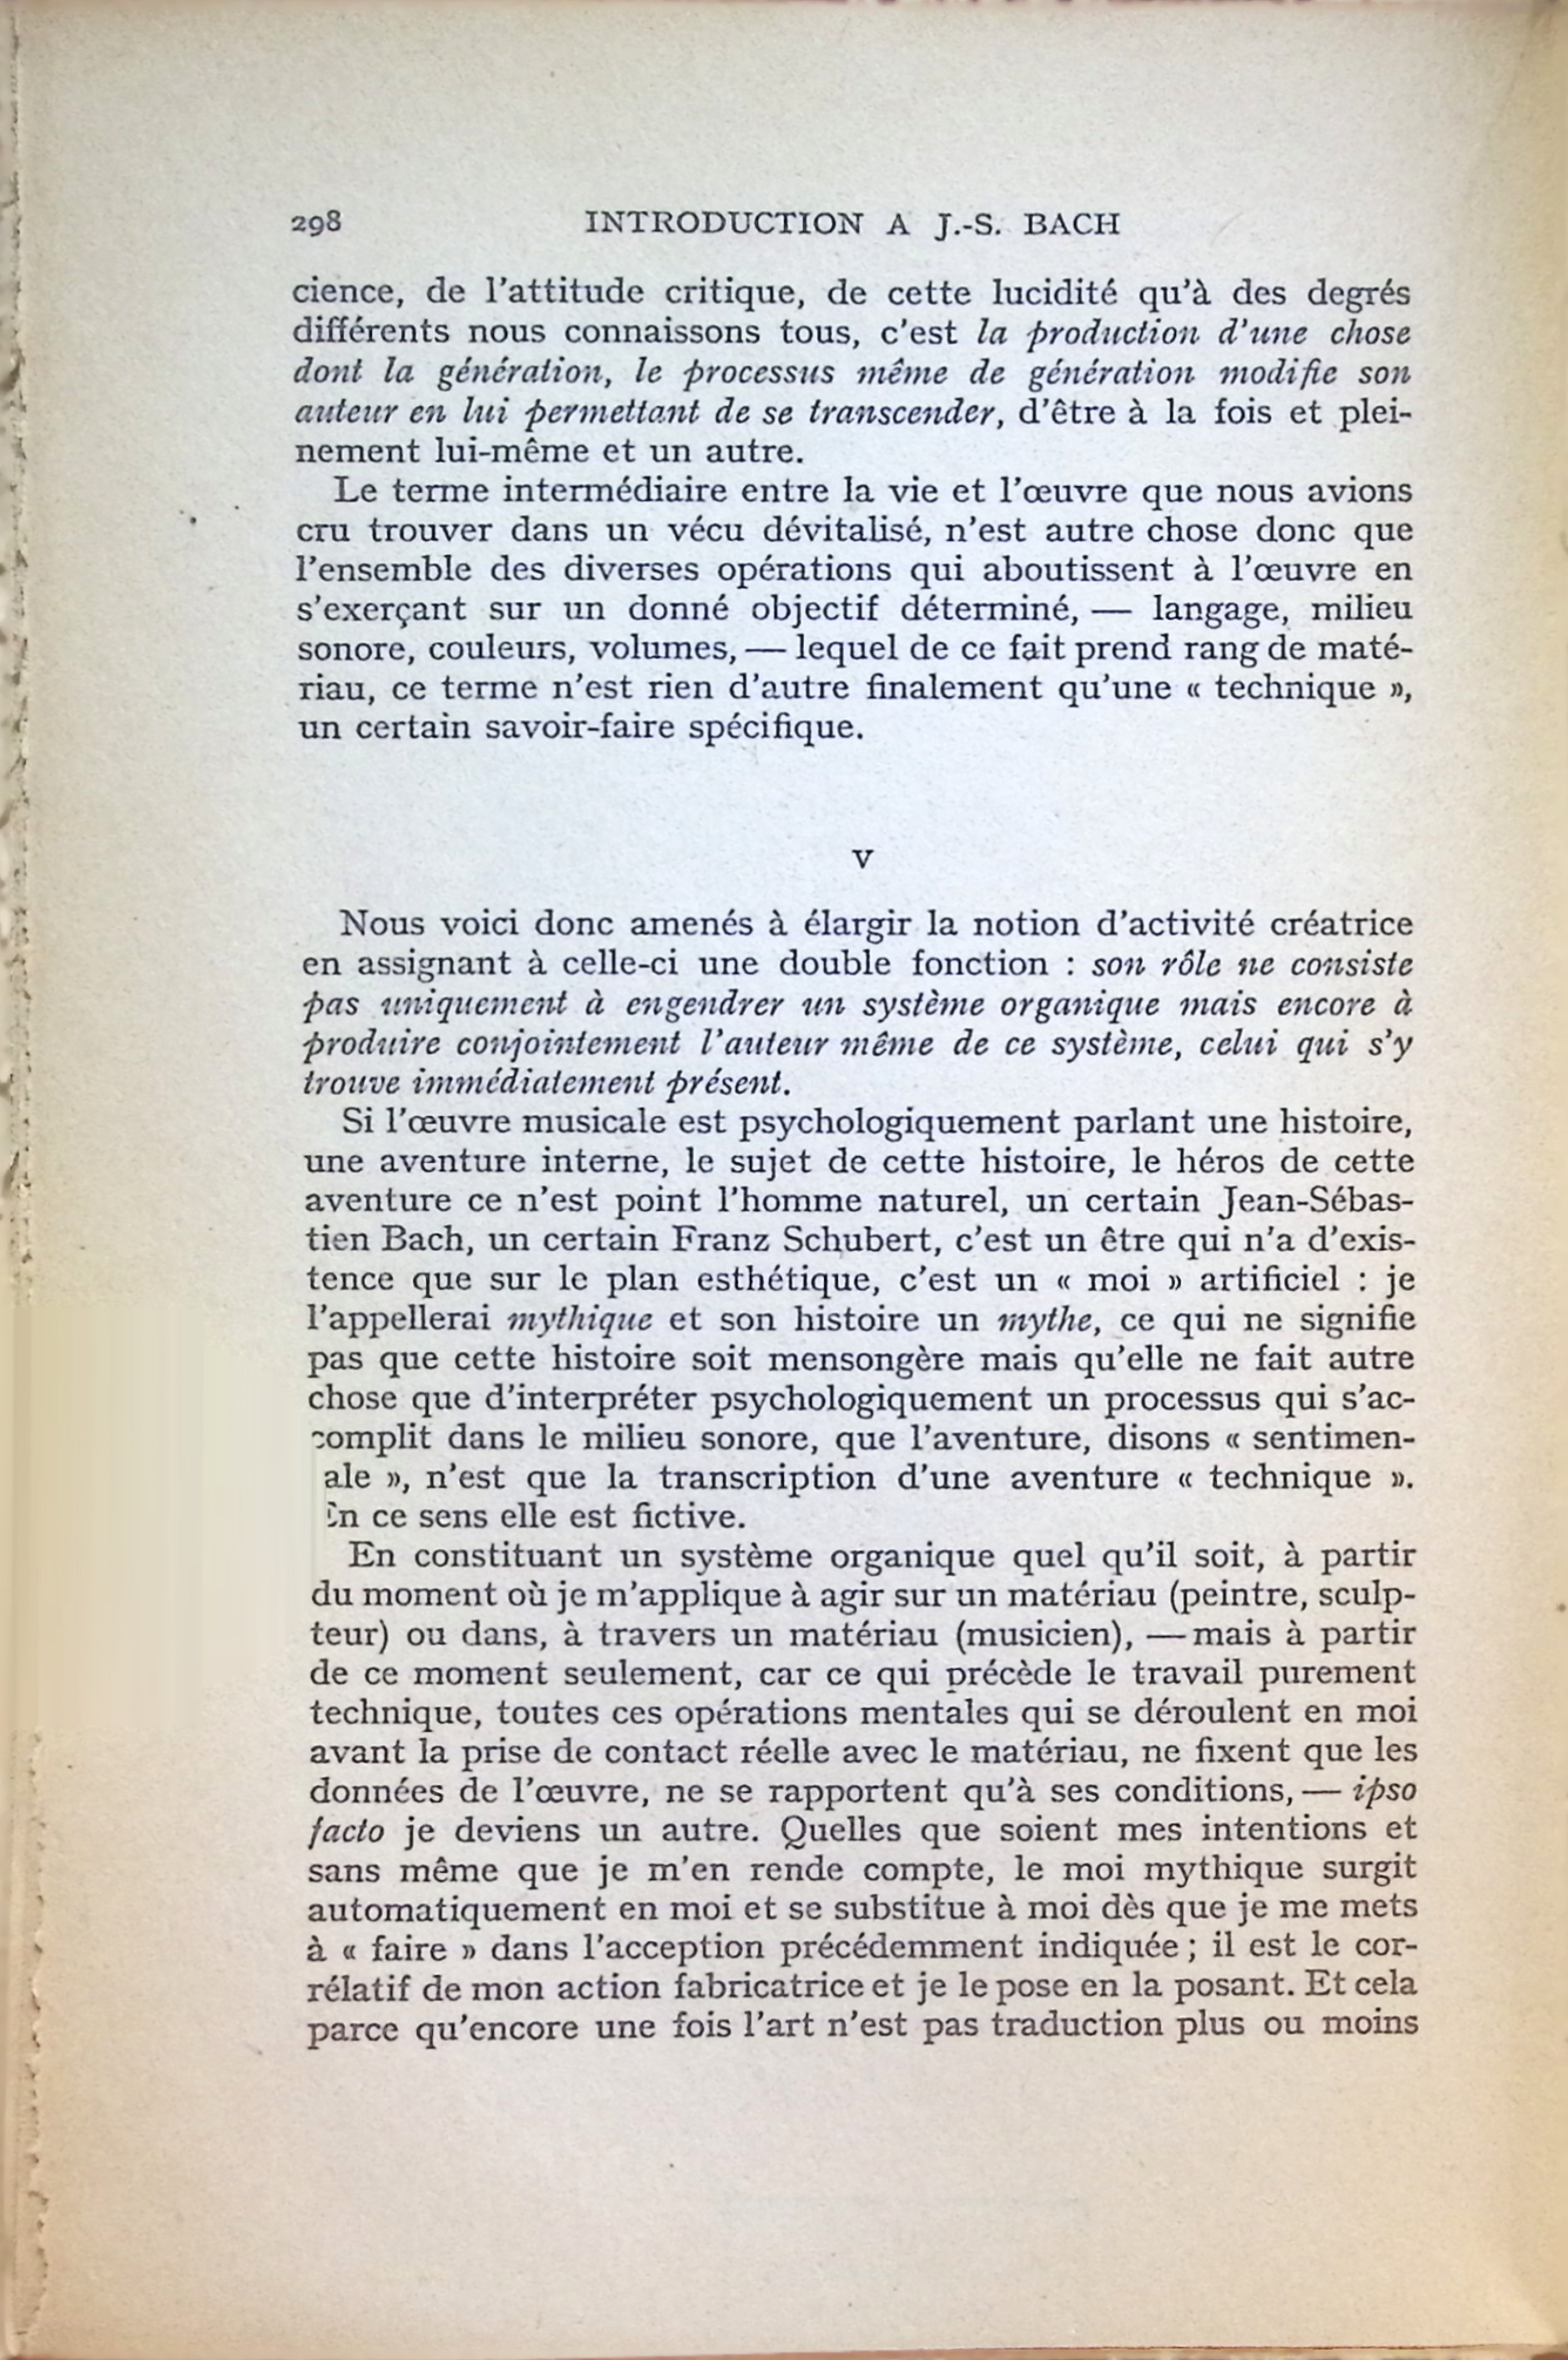 298 INTRODUCTION A J.-S. BACH
cience, de l'attitude critique, de cette lucidité qu'à des degrés
différents nous connaissons tous, c'est la production d'une chose
dont la génération, le processus même de génération modifie son
auteur en lui permettant de se transcender, d'être à la fois et plei-
nement lui-même et un autre.
Le terme intermédiaire entre la vie et l'œuvre que nous avions
cru trouver dans un vécu dévitalisé, n'est autre chose donc que
l'ensemble des diverses opérations qui aboutissent à l'œuvre en
s'exerçant sur un donné objectif déterminé, — langage, milieu
sonore, couleurs, volumes, — lequel de ce fait prend rang de maté-
riau, ce terme n'est rien d'autre finalement qu'une « technique »,
un certain savoir-faire spécifique.
V
Nous voici donc amenés à élargir la notion d'activité créatrice
en assignant à celle-ci une double fonction : son rôle ne consiste
pas uniquement à engendrer un système organique mais encore à
produire conjointement l'auteur même de ce système, celui qui s'y
trouve immédiatement présent.
Si l'œuvre musicale est psychologiquement parlant une histoire,
une aventure interne, le sujet de cette histoire, le héros de cette
aventure ce n'est point l'homme naturel, un certain Jean-Sébas-
tien Bach, un certain Franz Schubert, c'est un être qui n'a d'exis-
tence que sur le plan esthétique, c'est un « moi » artificiel : je
l'appellerai mythique et son histoire un mythe, ce qui ne signifie
pas que cette histoire soit mensongère mais qu'elle ne fait autre
chose que d'interpréter psychologiquement un processus qui s'ac-
complit dans le milieu sonore, que l'aventure, disons « sentimen-
ale », n'est que la transcription d'une aventure « technique ».
En ce sens elle est fictive.
En constituant un système organique quel qu'il soit, à partir
du moment où je m'applique à agir sur un matériau (peintre, sculp-
teur) ou dans, à travers un matériau (musicien), — mais à partir
de ce moment seulement, car ce qui précède le travail purement
technique, toutes ces opérations mentales qui se déroulent en moi
avant la prise de contact réelle avec le matériau, ne fixent que les
données de l'œuvre, ne se rapportent qu'à ses conditions, — ipso
facto je deviens un autre. Quelles que soient mes intentions et
sans même que je m'en rende compte, le moi mythique surgit
automatiquement en moi et se substitue à moi dès que je me mets
à « faire » dans l'acception précédemment indiquée ; il est le cor-
rélatif de mon action fabricatrice et je le pose en la posant. Et cela
parce qu'encore une fois l'art n'est pas traduction plus ou moins